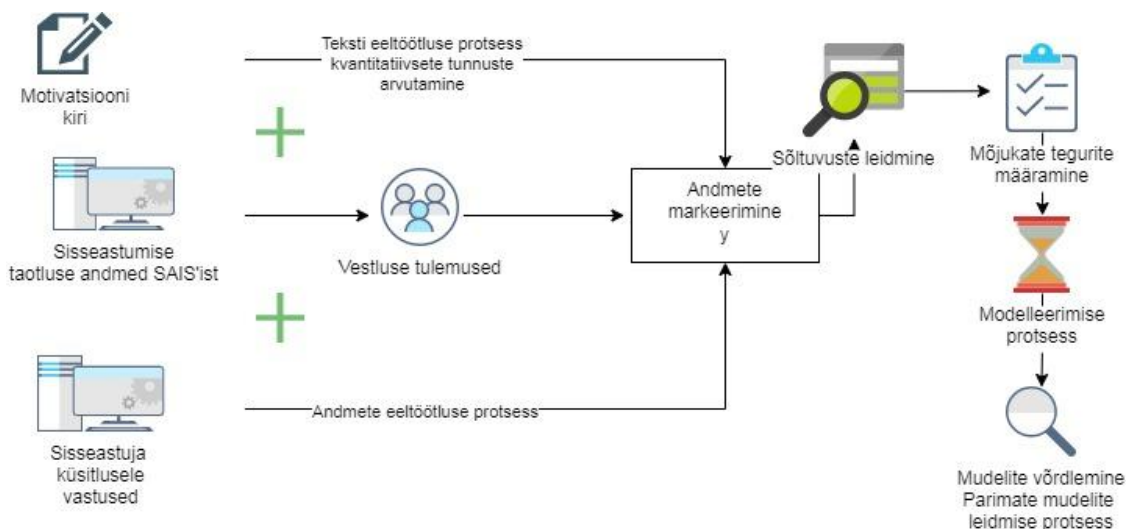 Motivatsiooni
kiri
Teksti eeltöötluse protsess
kvantitatiivsete tunnuste
arvutamine
Sisseastumise
taotluse andmed SAIS'ist
Vestluse tulemused
Sisseastuja
küsitlusele
vastused
Andmete eeltöötluse protsess
Andmete
markeerimine
y
Sõltuvuste leidmine
Mõjukate tegurite
määramine
Modelleerimise
protsess
Mudelite võrdlemine
Parimate mudelite
leidmise protsess